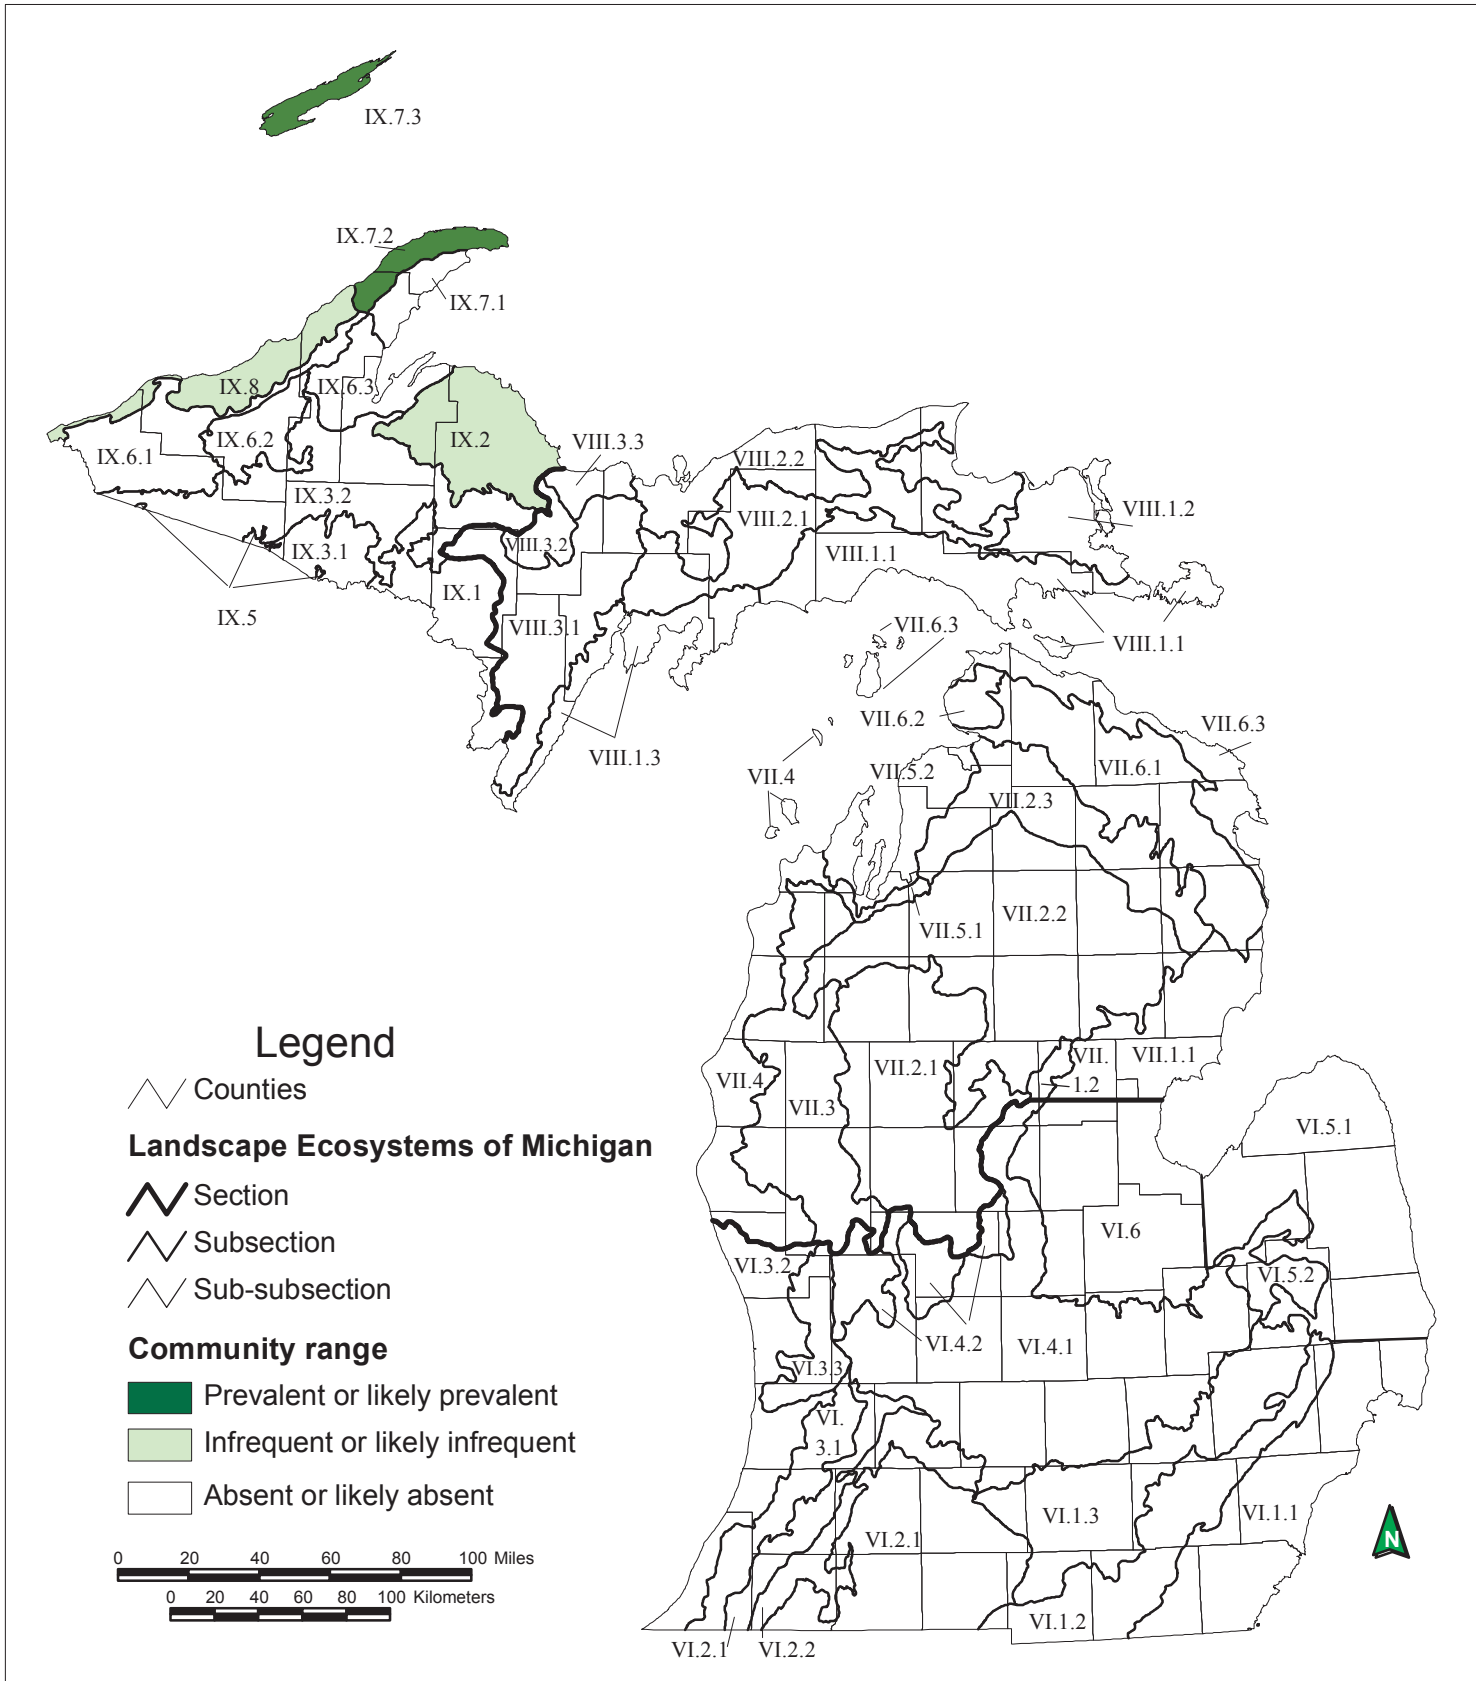 IX.7.3
IX.7.2
IX.7.1
IX.8
IX.6.3
IX.6.2
IX.6.1
IX.2
VIII.3.3
VIII.2.2
IX.3.2
VIII.2.1
VIII.1.2
IX.3.1
VIII.3.2
VIII.1.1
IX.1
IX.5
VIII.3.1
VII.6.3
VIII.1.1
VII.6.2
VII.6.3
VIII.1.3
VII.4
VII.5.2
VII.6.1
VII.2.3
VII.5.1
VII.2.2
VII.4
VII.3
VII.2.1
VII.
1.2
VII.1.1
VI.5.1
VI.6
VI.3.2
VI.5.2
VI.4.2
VI.4.1
VI.3.3
VI.
3.1
VI.2.1
VI.1.3
VI.1.1
VI.1.2
VI.2.1
VI.2.2
Legend
Counties
Landscape Ecosystems of Michigan
Section
Subsection
Sub-subsection
Community range
Prevalent or likely prevalent
Infrequent or likely infrequent
Absent or likely absent
0 20 40 60 80 100 Miles
0 20 40 60 80 100 Kilometers
N